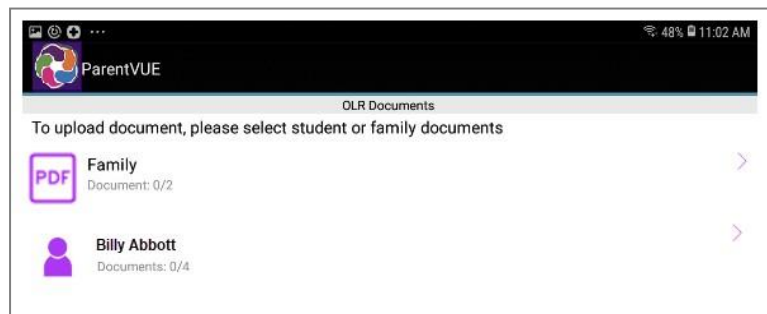 ... 48% 11:02 AM
ParentVUE
OLR Documents
To upload document, please select student or family documents
PDF
Family
Document: 0/2
Billy Abbott
Documents: 0/4